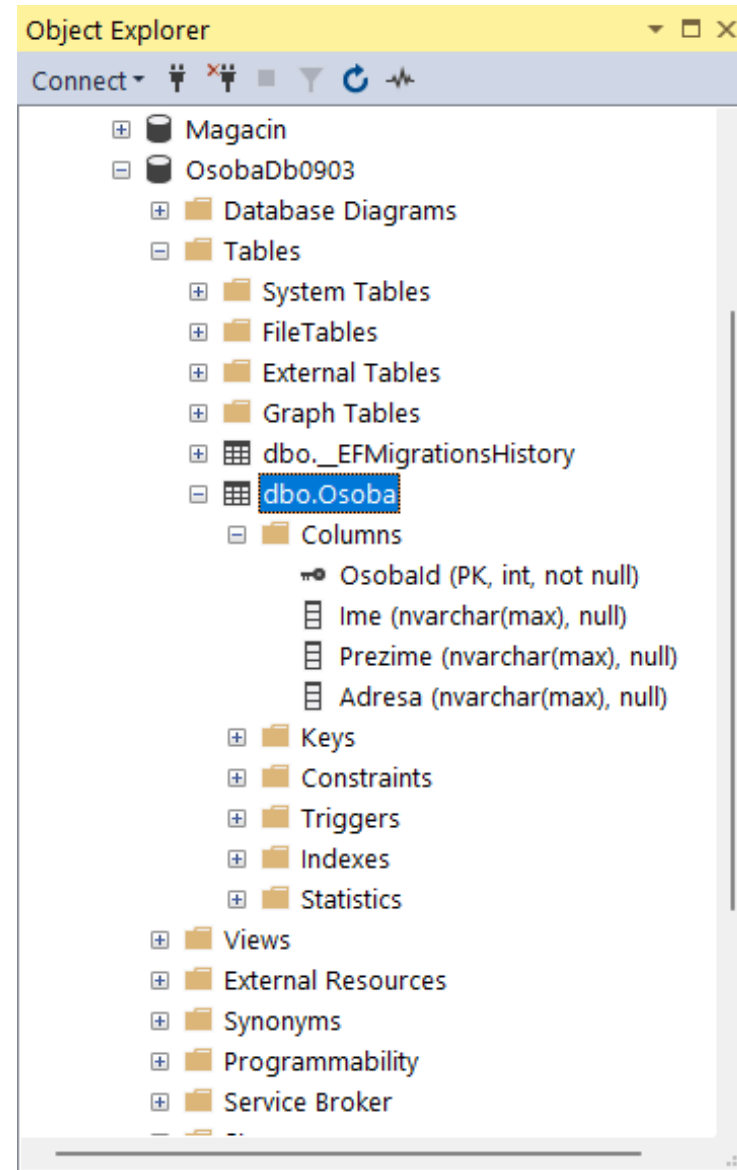 Object Explorer
Connect
Magacin
OsobaDb0903
Database Diagrams
Tables
System Tables
FileTables
External Tables
Graph Tables
dbo.__EFMigrationsHistory
dbo.Osoba
Columns
OsobaId (PK, int, not null)
Ime (nvarchar(max), null)
Prezime (nvarchar(max), null)
Adresa (nvarchar(max), null)
Keys
Constraints
Triggers
Indexes
Statistics
Views
External Resources
Synonyms
Programmability
Service Broker